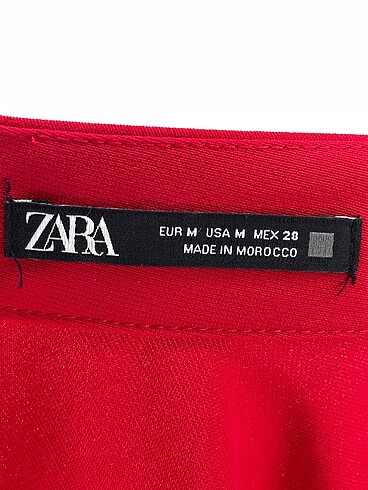 ZARA
EUR M USA M MEX 28
MADE IN MOROCCO